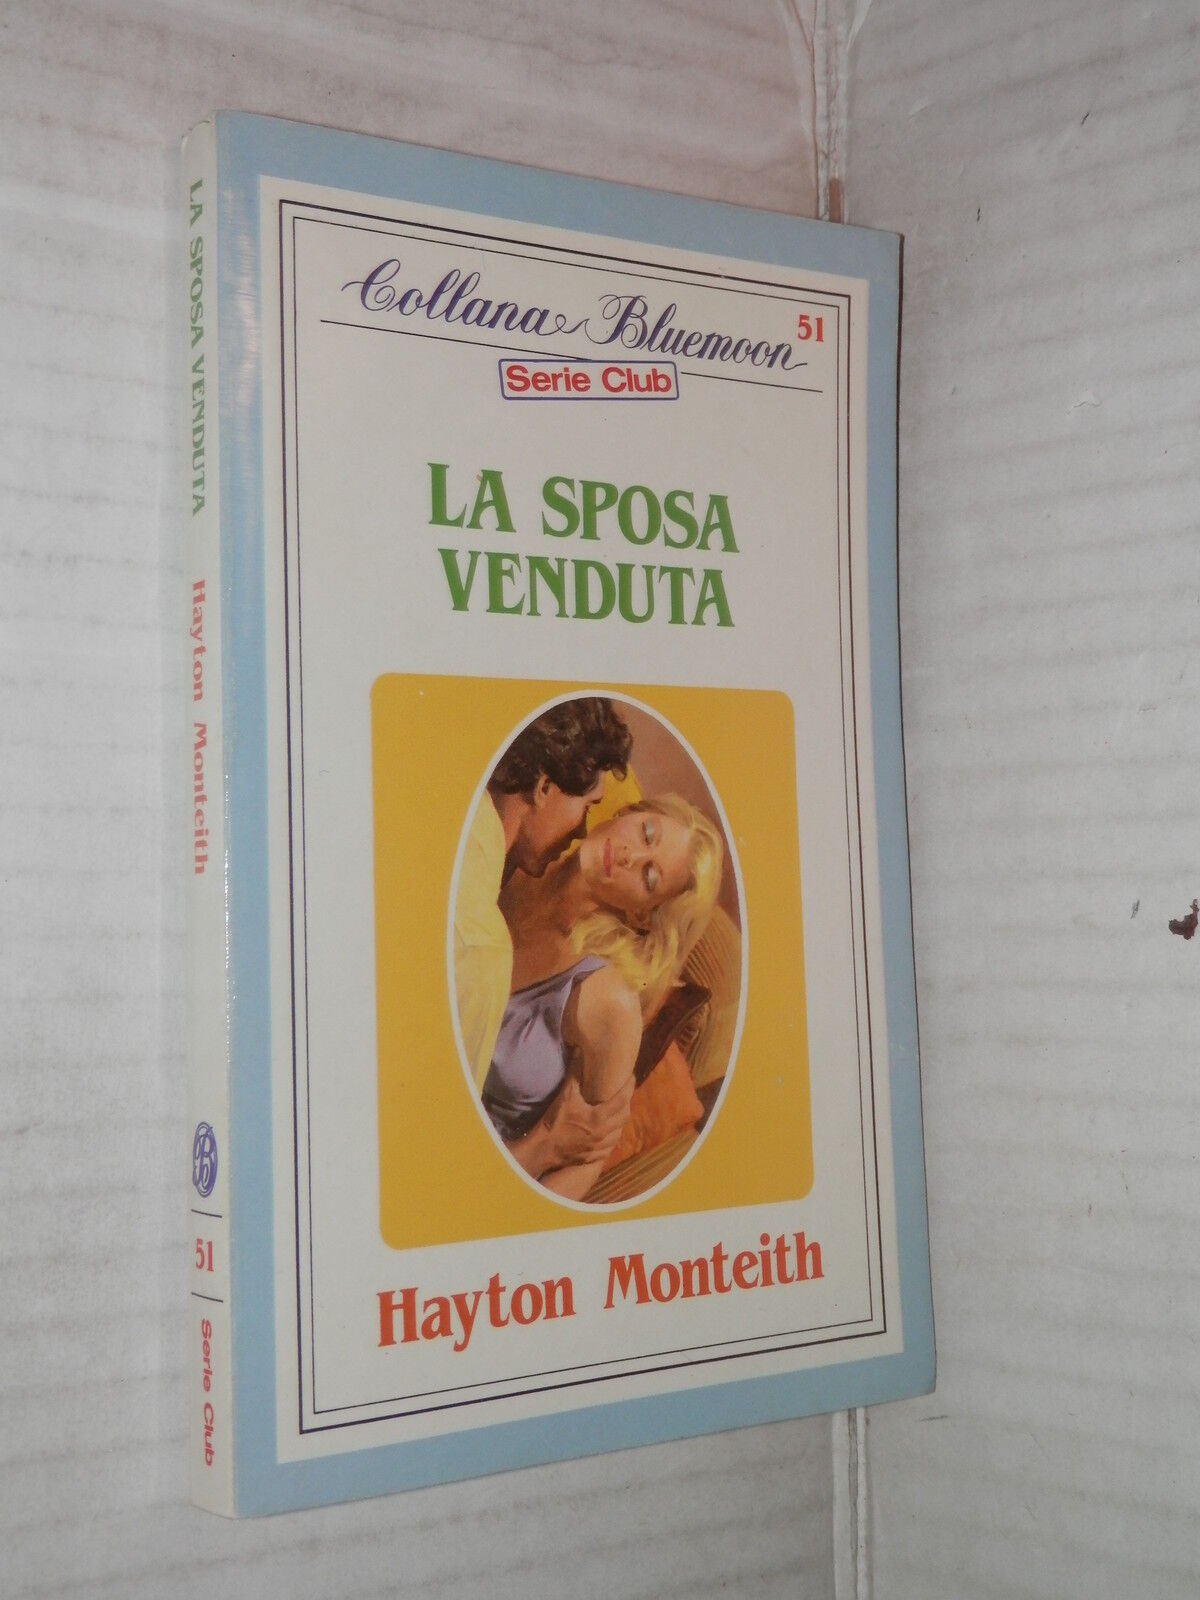 Collana Bluemoon
51
Serie Club
LA SPOSA
VENDUTA
Hayton Monteith
LA SPOSA VENDUTA Hayton Monteith
B
51
Serie Club